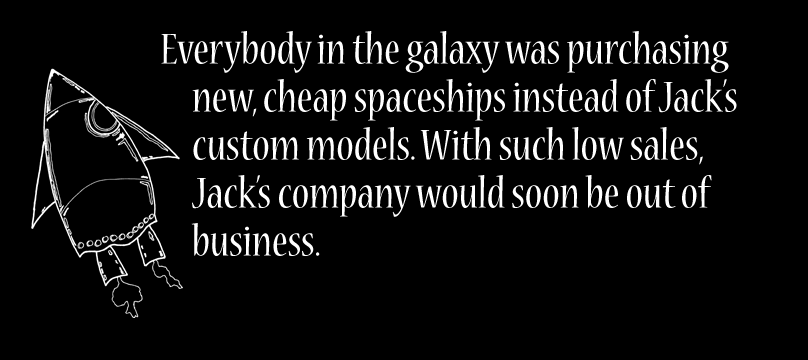 Everybody in the galaxy was purchasing
new, cheap spaceships instead of Jack's
custom models. With such low sales,
Jack's company would soon be out of
business.